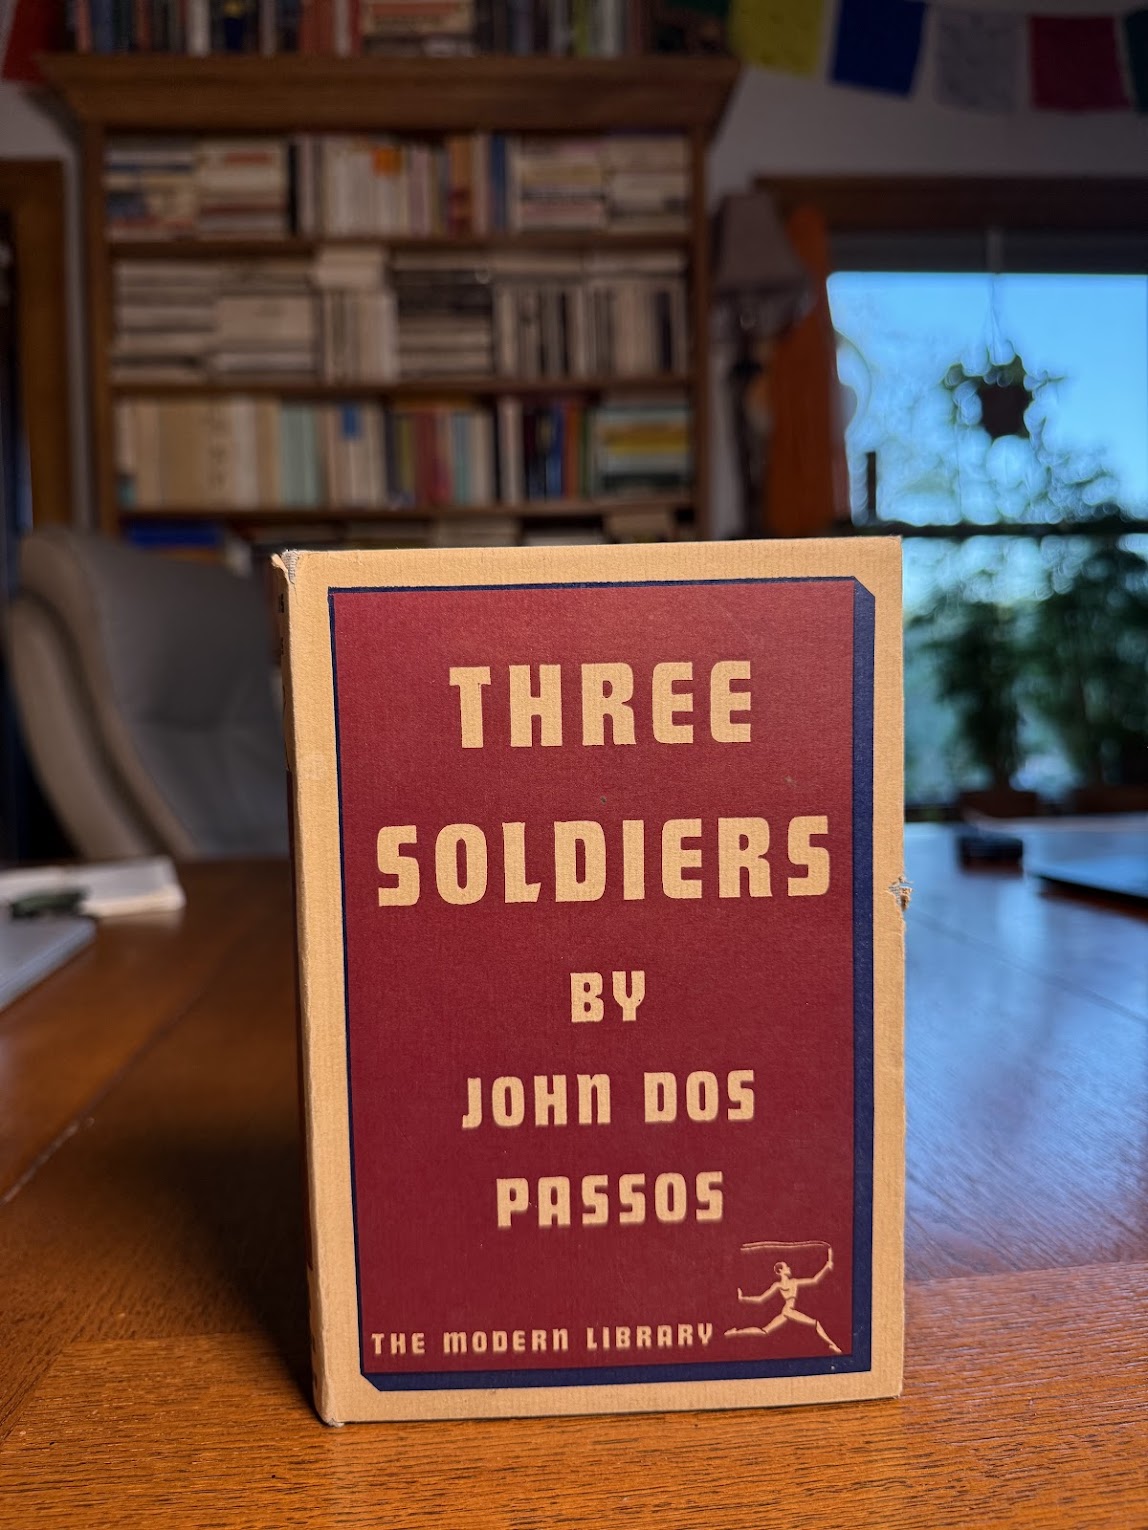 THREE
SOLDIERS
BY
JOHN DOS
PASSOS
THE MODERN LIBRARY